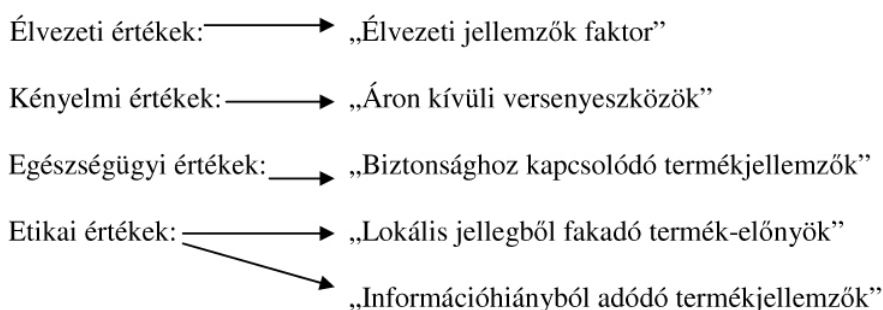 Élvezeti értékek: „Élvezeti jellemzők faktor”
Kényelmi értékek: „Áron kívüli versenyeszközök”
Egészségügyi értékek: „Biztonsághoz kapcsolódó termékjellemzők”
Etikai értékek: „Lokális jellegből fakadó termék-előnyök”
„Információhiányból adódó termékjellemzők”